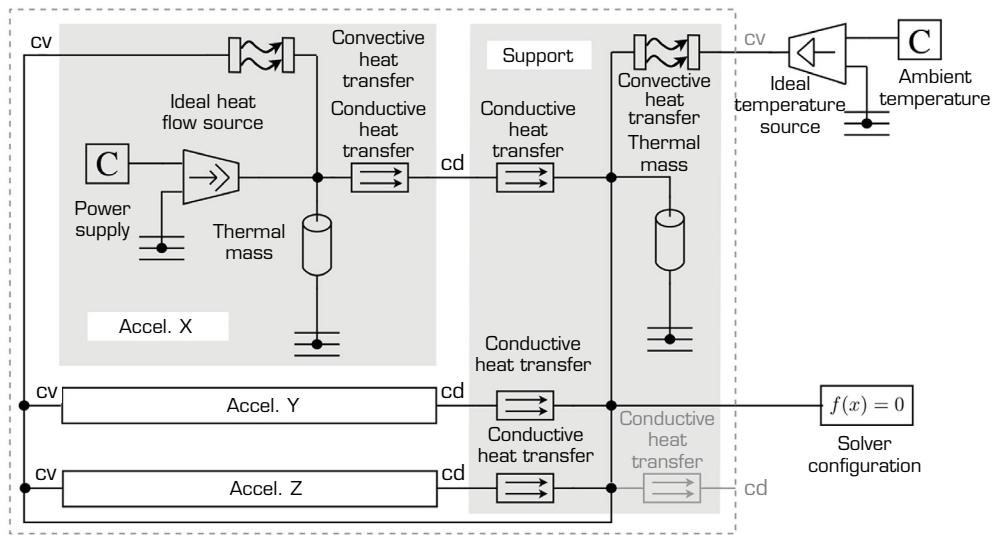 cv
Convective
heat
transfer
Support
Convective
heat
transfer
cv
C
Ideal
temperature
source
Ambient
temperature
Ideal heat
flow source
Conductive
heat
transfer
cd
Conductive
heat
transfer
Thermal
mass
C
Power
supply
Thermal
mass
Accel. X
Conductive
heat transfer
cv
Accel. Y
cd
f(x) = 0
Solver
configuration
Conductive
heat transfer
Conductive
heat
transfer
cv
Accel. Z
cd
cd